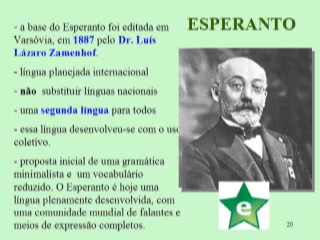 ESPERANTO
- a base do Esperanto foi editada em
Varsóvia, em 1887 pelo Dr. Luís
Lázaro Zamenhof.
- língua planejada internacional
- não substituir línguas nacionais
- uma segunda língua para todos
- essa língua desenvolveu-se com o uso
coletivo.
- proposta inicial de uma gramática
minimalista e um vocabulário
reduzido. O Esperanto é hoje uma
língua plenamente desenvolvida, com
uma comunidade mundial de falantes e
meios de expressão completos.
e
20